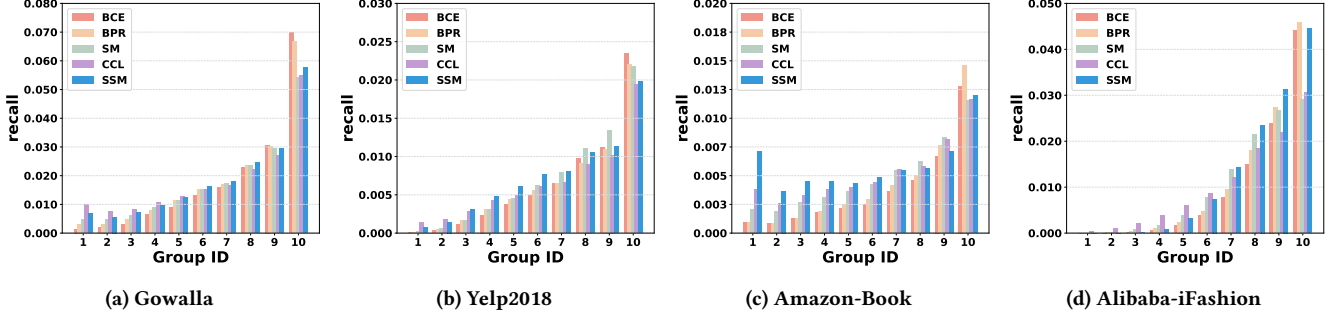 0.080
0.070
0.060
0.050
0.040
0.030
0.020
0.010
0.000
recall
BCE
BPR
SM
CCL
SSM
1 2 3 4 5 6 7 8 9 10
Group ID
(a) Gowalla
0.030
0.025
0.020
0.015
0.010
0.005
0.000
recall
BCE
BPR
SM
CCL
SSM
1 2 3 4 5 6 7 8 9 10
Group ID
(b) Yelp2018
0.020
0.018
0.015
0.013
0.010
0.007
0.005
0.003
0.000
recall
BCE
BPR
SM
CCL
SSM
1 2 3 4 5 6 7 8 9 10
Group ID
(c) Amazon-Book
0.050
0.040
0.030
0.020
0.010
0.000
recall
BCE
BPR
SM
CCL
SSM
1 2 3 4 5 6 7 8 9 10
Group ID
(d) Alibaba-iFashion